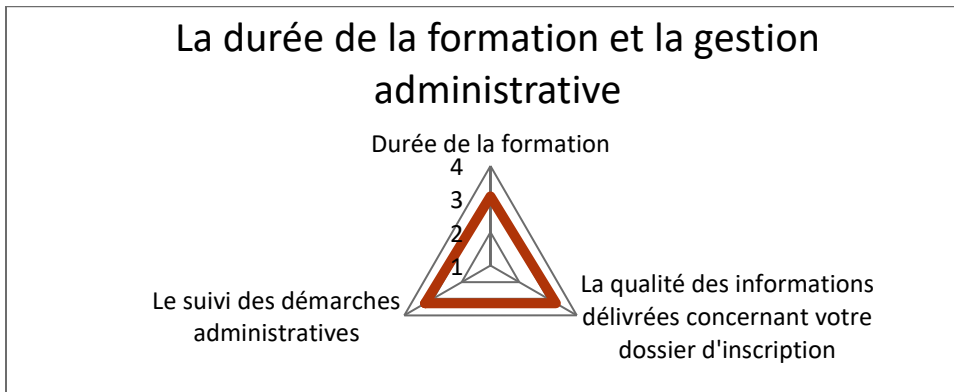 La durée de la formation et la gestion
administrative
Durée de la formation
4
3
2
1
Le suivi des démarches
administratives
La qualité des informations
délivrées concernant votre
dossier d'inscription